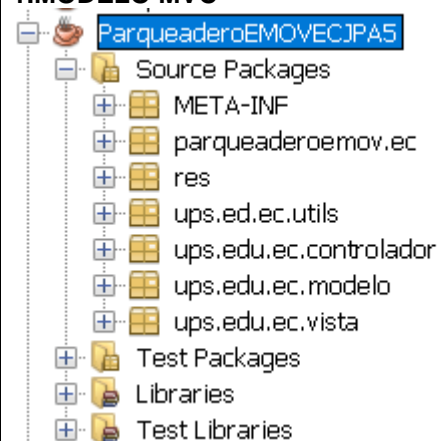 ParqueaderoEMOVECJPA5
Source Packages
META-INF
parqueaderoemov.ec
res
ups.ed.ec.utils
ups.edu.ec.controlador
ups.edu.ec.modelo
ups.edu.ec.vista
Test Packages
Libraries
Test Libraries